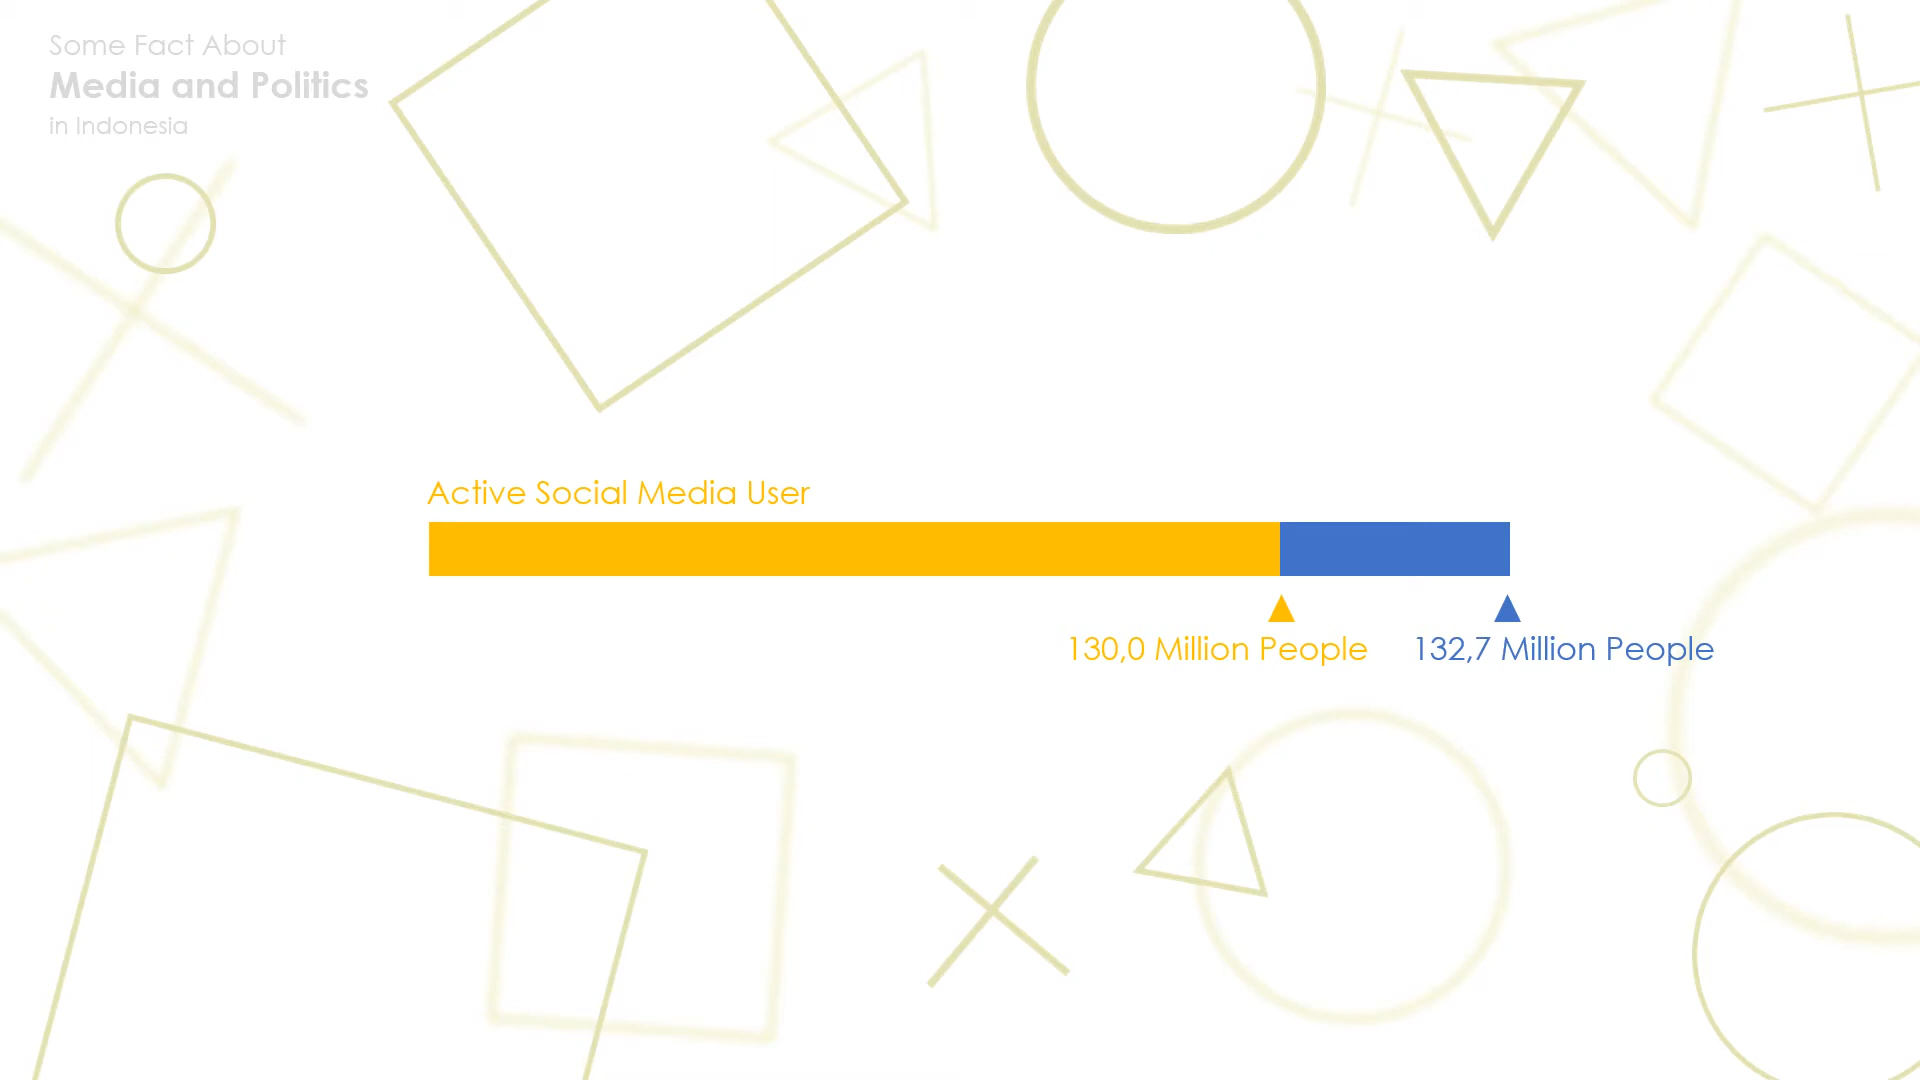 Some Fact About
Media and Politics
in Indonesia
Active Social Media User
130,0 Million People
132,7 Million People